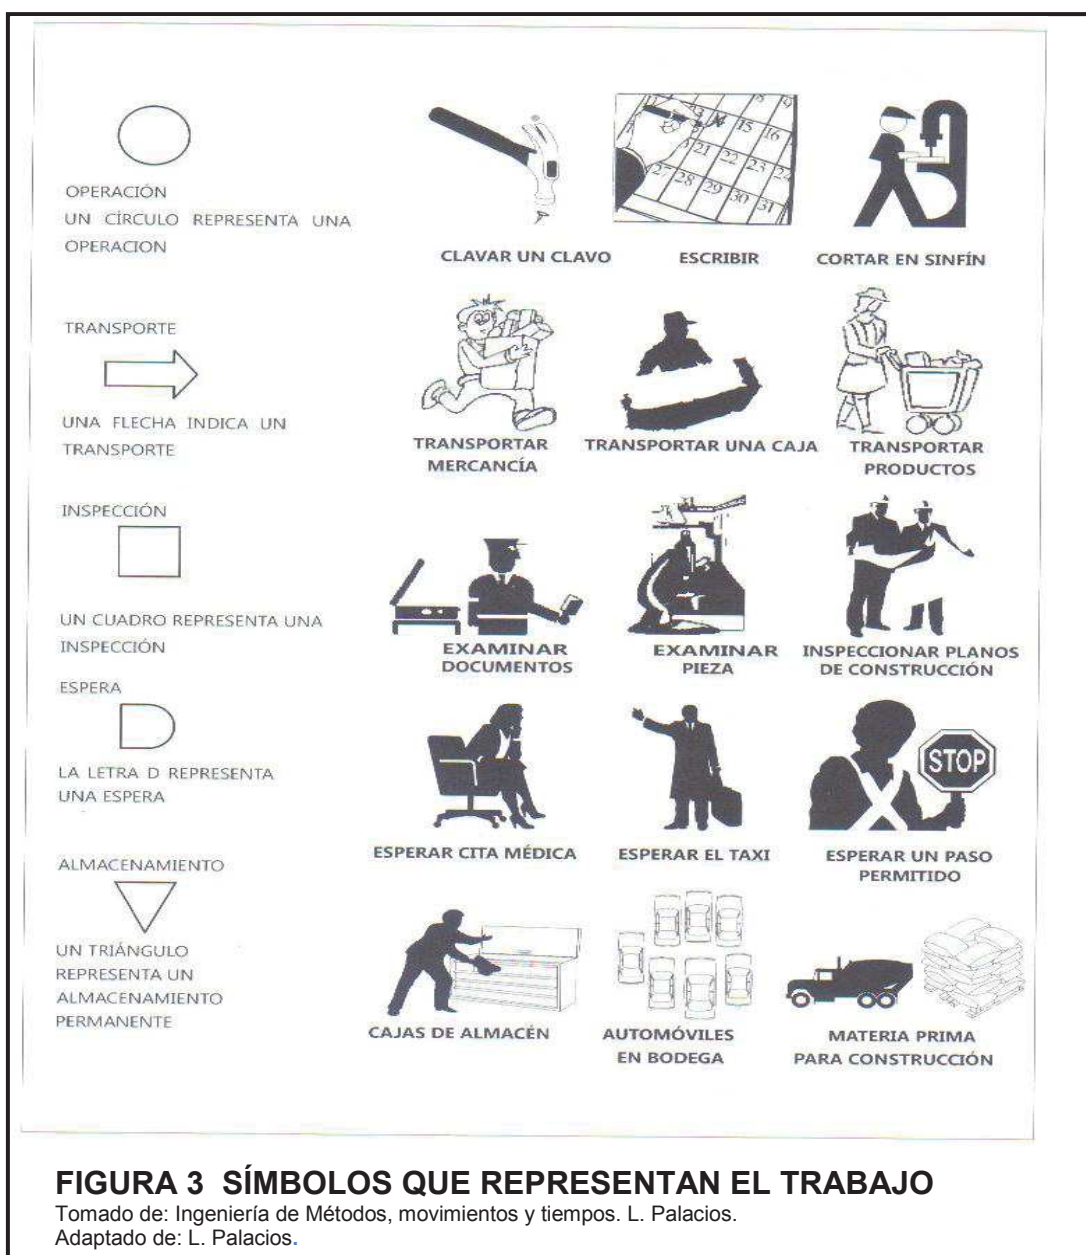 OPERACIÓN
UN CÍRCULO REPRESENTA UNA
OPERACION
CLAVAR UN CLAVO
ESCRIBIR
CORTAR EN SINFÍN
TRANSPORTE
UNA FLECHA INDICA UN
TRANSPORTE
TRANSPORTAR
MERCANCÍA
TRANSPORTAR UNA CAJA
TRANSPORTAR
PRODUCTOS
INSPECCIÓN
UN CUADRO REPRESENTA UNA
INSPECCIÓN
EXAMINAR
DOCUMENTOS
EXAMINAR
PIEZA
INSPECCIONAR PLANOS
DE CONSTRUCCIÓN
ESPERA
LA LETRA D REPRESENTA
UNA ESPERA
STOP
ESPERAR CITA MÉDICA
ESPERAR EL TAXI
ESPERAR UN PASO
PERMITIDO
ALMACENAMIENTO
UN TRIÁNGULO
REPRESENTA UN
ALMACENAMIENTO
PERMANENTE
CAJAS DE ALMACÉN
AUTOMÓVILES
EN BODEGA
MATERIA PRIMA
PARA CONSTRUCCIÓN
FIGURA 3 SÍMBOLOS QUE REPRESENTAN EL TRABAJO
Tomado de: Ingeniería de Métodos, movimientos y tiempos. L. Palacios.
Adaptado de: L. Palacios.